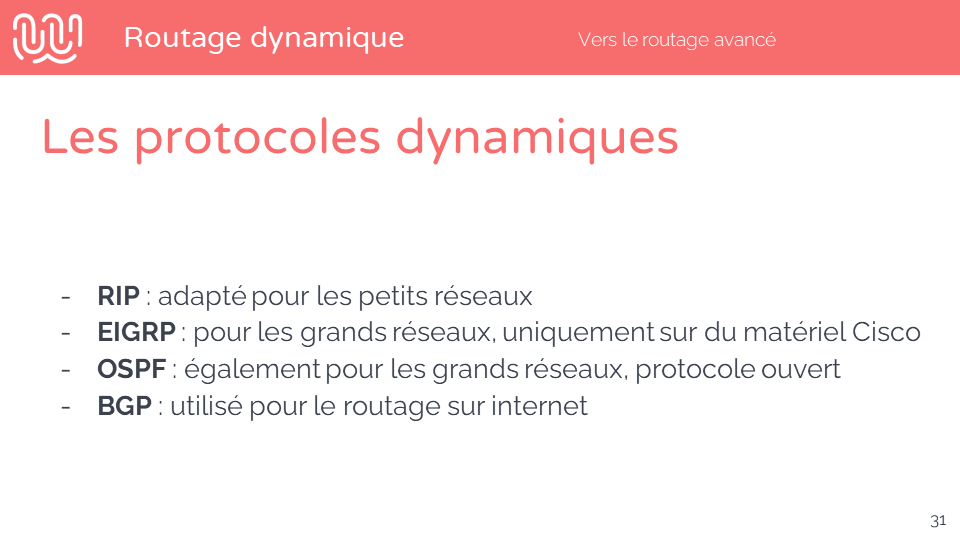 Routage dynamique
Vers le routage avancé
Les protocoles dynamiques
- RIP : adapté pour les petits réseaux
- EIGRP : pour les grands réseaux, uniquement sur du matériel Cisco
- OSPF : également pour les grands réseaux, protocole ouvert
- BGP : utilisé pour le routage sur internet
31